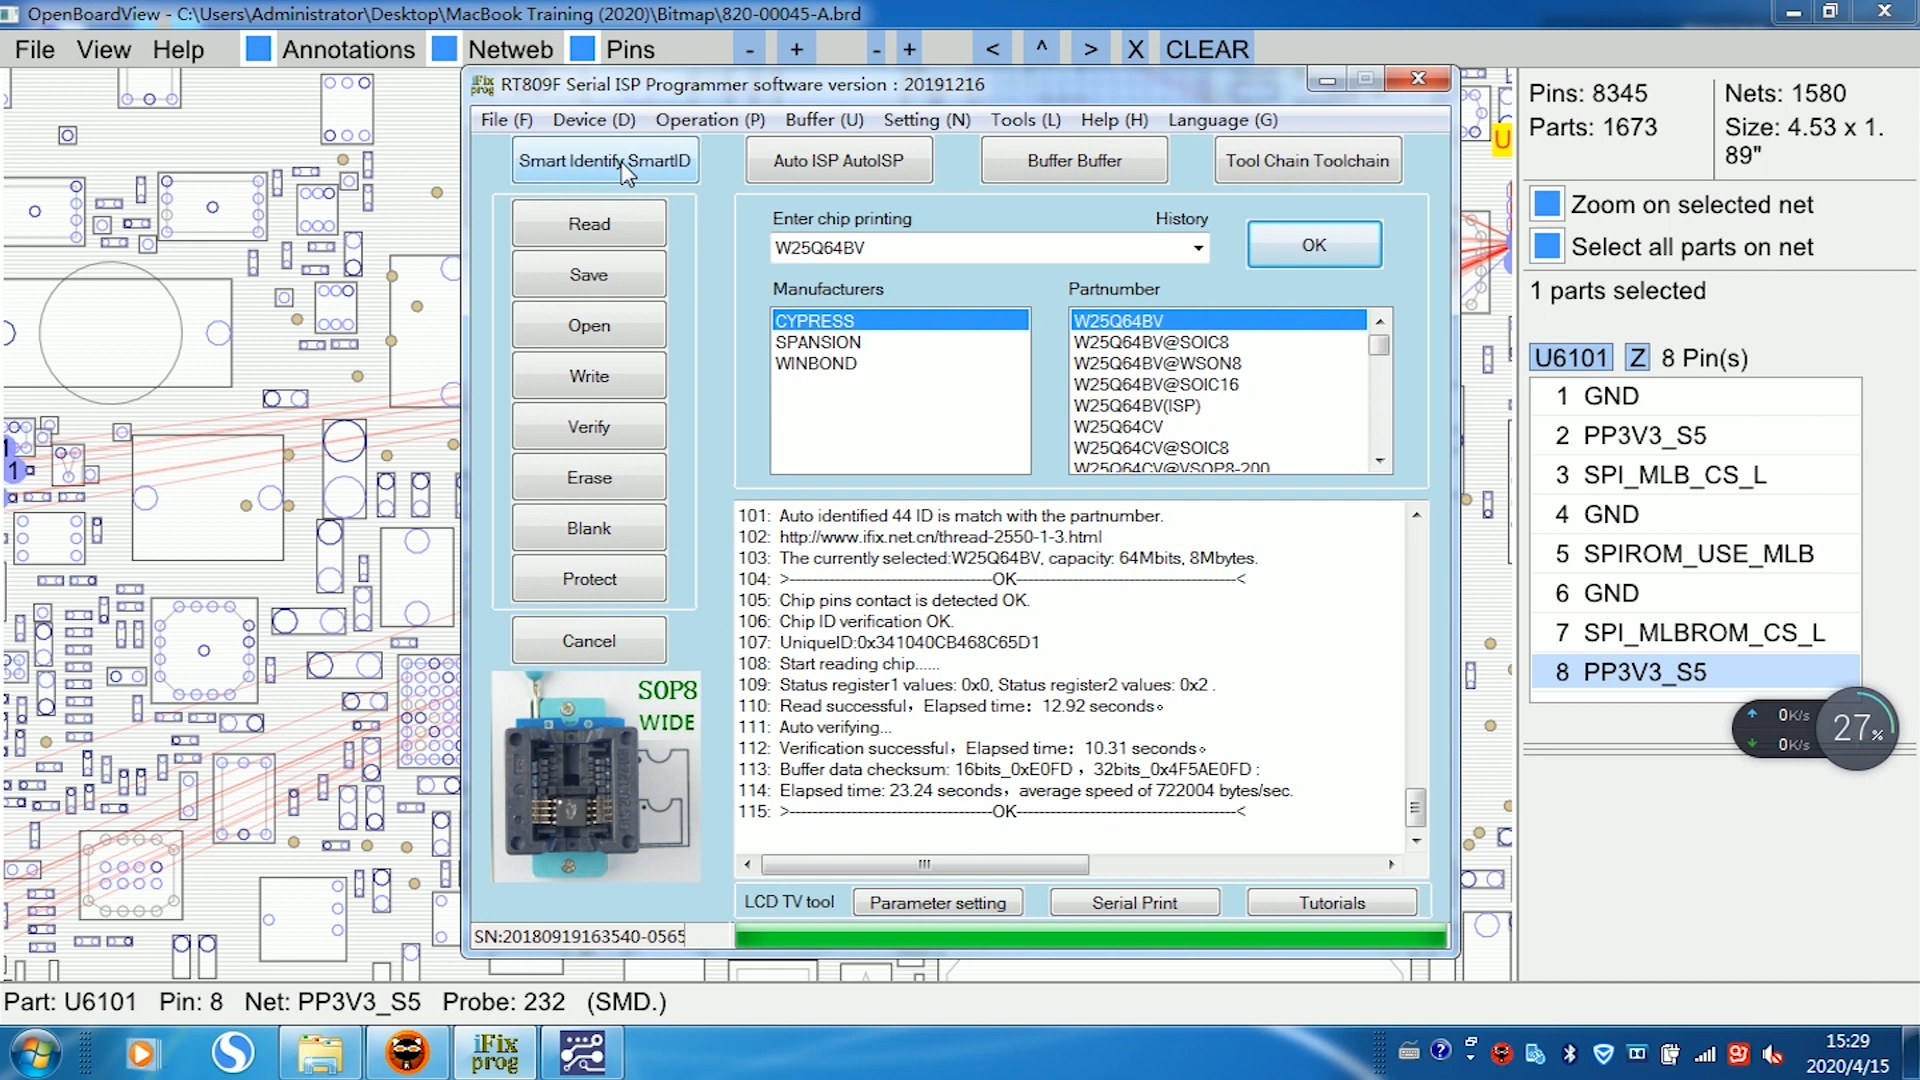 OpenBoardView - C:\Users\Administrator\Desktop\MacBook Training (2020)\Bitmap\820-00045-A.brd
File View Help Annotations Netweb Pins - + - + < ^ > X CLEAR
iFix prog RT809F Serial ISP Programmer software version : 20191216
File (F) Device (D) Operation (P) Buffer (U) Setting (N) Tools (L) Help (H) Language (G)
Smart Identify SmartID Auto ISP AutoISP Buffer Buffer Tool Chain Toolchain
Read
Save
Open
Write
Verify
Erase
Blank
Protect
Cancel
SOP8
WIDE
Enter chip printing History
W25Q64BV OK
Manufacturers
CYPRESS
SPANSION
WINBOND
Partnumber
W25Q64BV
W25Q64BV@SOIC8
W25Q64BV@WSON8
W25Q64BV@SOIC16
W25Q64BV(ISP)
W25Q64CV
W25Q64CV@SOIC8
W25Q64CV@VSOP8-200
101: Auto identified 44 ID is match with the partnumber.
102: http://www.ifix.net.cn/thread-2550-1-3.html
103: The currently selected:W25Q64BV, capacity: 64Mbits, 8Mbytes.
104: >---------------------------------OK------------------------------------<
105: Chip pins contact is detected OK.
106: Chip ID verification OK.
107: UniqueID:0x341040CB468C65D1
108: Start reading chip......
109: Status register1 values: 0x0, Status register2 values: 0x2 .
110: Read successful，Elapsed time：12.92 seconds。
111: Auto verifying...
112: Verification successful，Elapsed time：10.31 seconds。
113: Buffer data checksum: 16bits_0xE0FD ，32bits_0x4F5AE0FD :
114: Elapsed time: 23.24 seconds，average speed of 722004 bytes/sec.
115: >---------------------------------OK------------------------------------<
LCD TV tool Parameter setting Serial Print Tutorials
SN:20180919163540-0565
Pins: 8345 Nets: 1580
Parts: 1673 Size: 4.53 x 1.
89"
Zoom on selected net
Select all parts on net
1 parts selected
U6101 Z 8 Pin(s)
1 GND
2 PP3V3_S5
3 SPI_MLB_CS_L
4 GND
5 SPIROM_USE_MLB
6 GND
7 SPI_MLBROM_CS_L
8 PP3V3_S5
0K/s
0K/s
27%
U
1
1
Part: U6101 Pin: 8 Net: PP3V3_S5 Probe: 232 (SMD.)
iFix
prog
15:29
2020/4/15